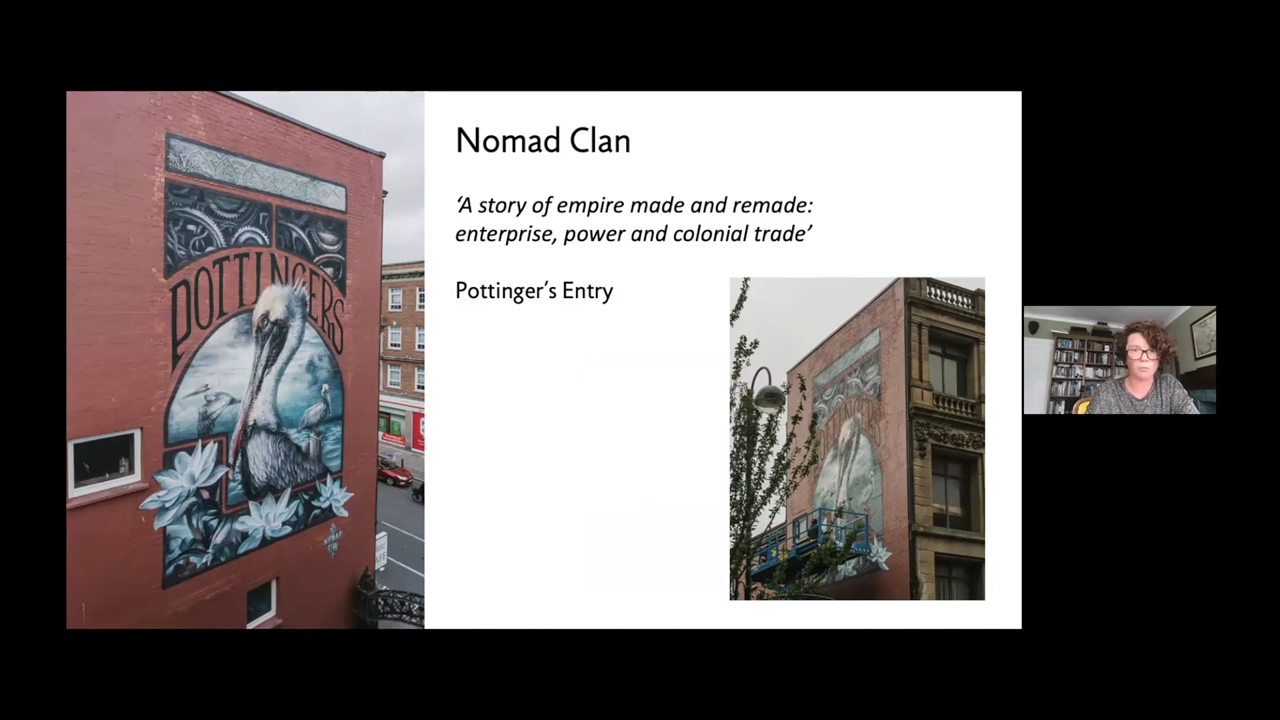 Nomad Clan
‘A story of empire made and remade:
enterprise, power and colonial trade’
Pottinger’s Entry
POTTINGERS